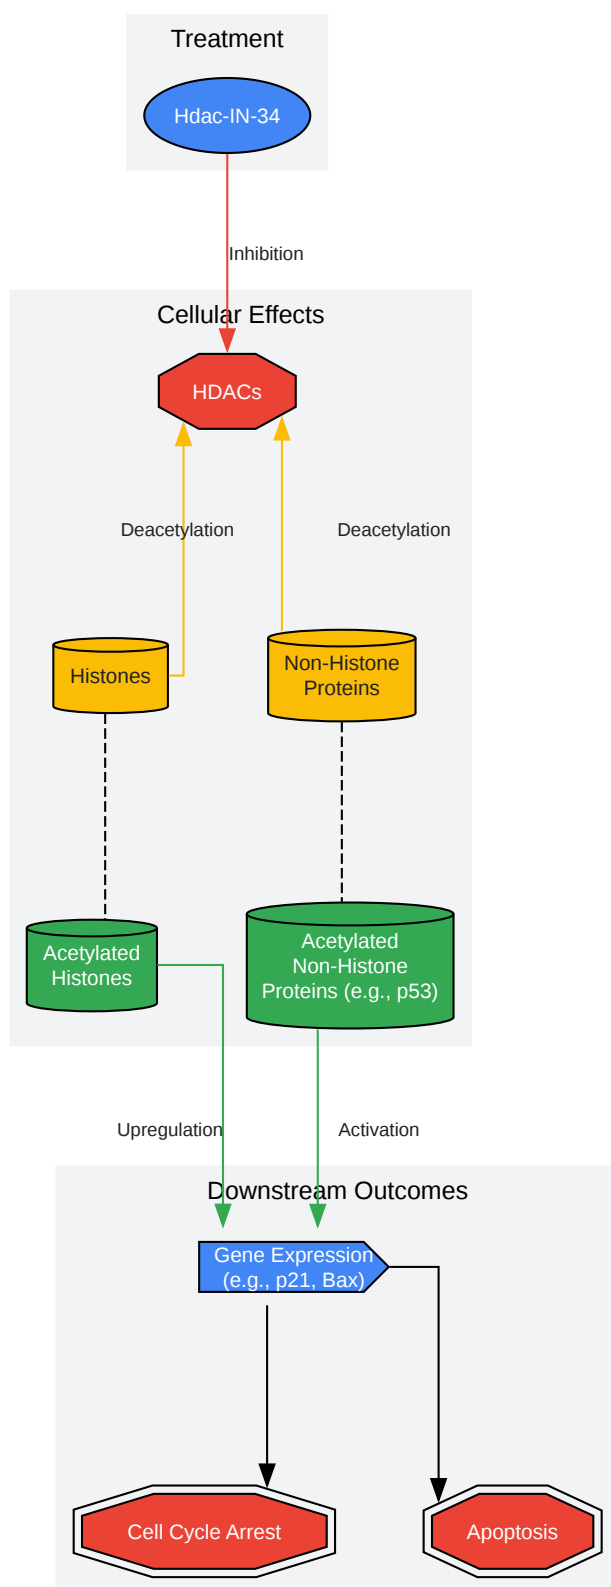 Treatment
Hdac-IN-34
Inhibition
Cellular Effects
HDACs
Deacetylation
Deacetylation
Histones
Non-Histone
Proteins
Acetylated
Histones
Acetylated
Non-Histone
Proteins (e.g., p53)
Upregulation
Activation
Downstream Outcomes
Gene Expression
(e.g., p21, Bax)
Cell Cycle Arrest
Apoptosis